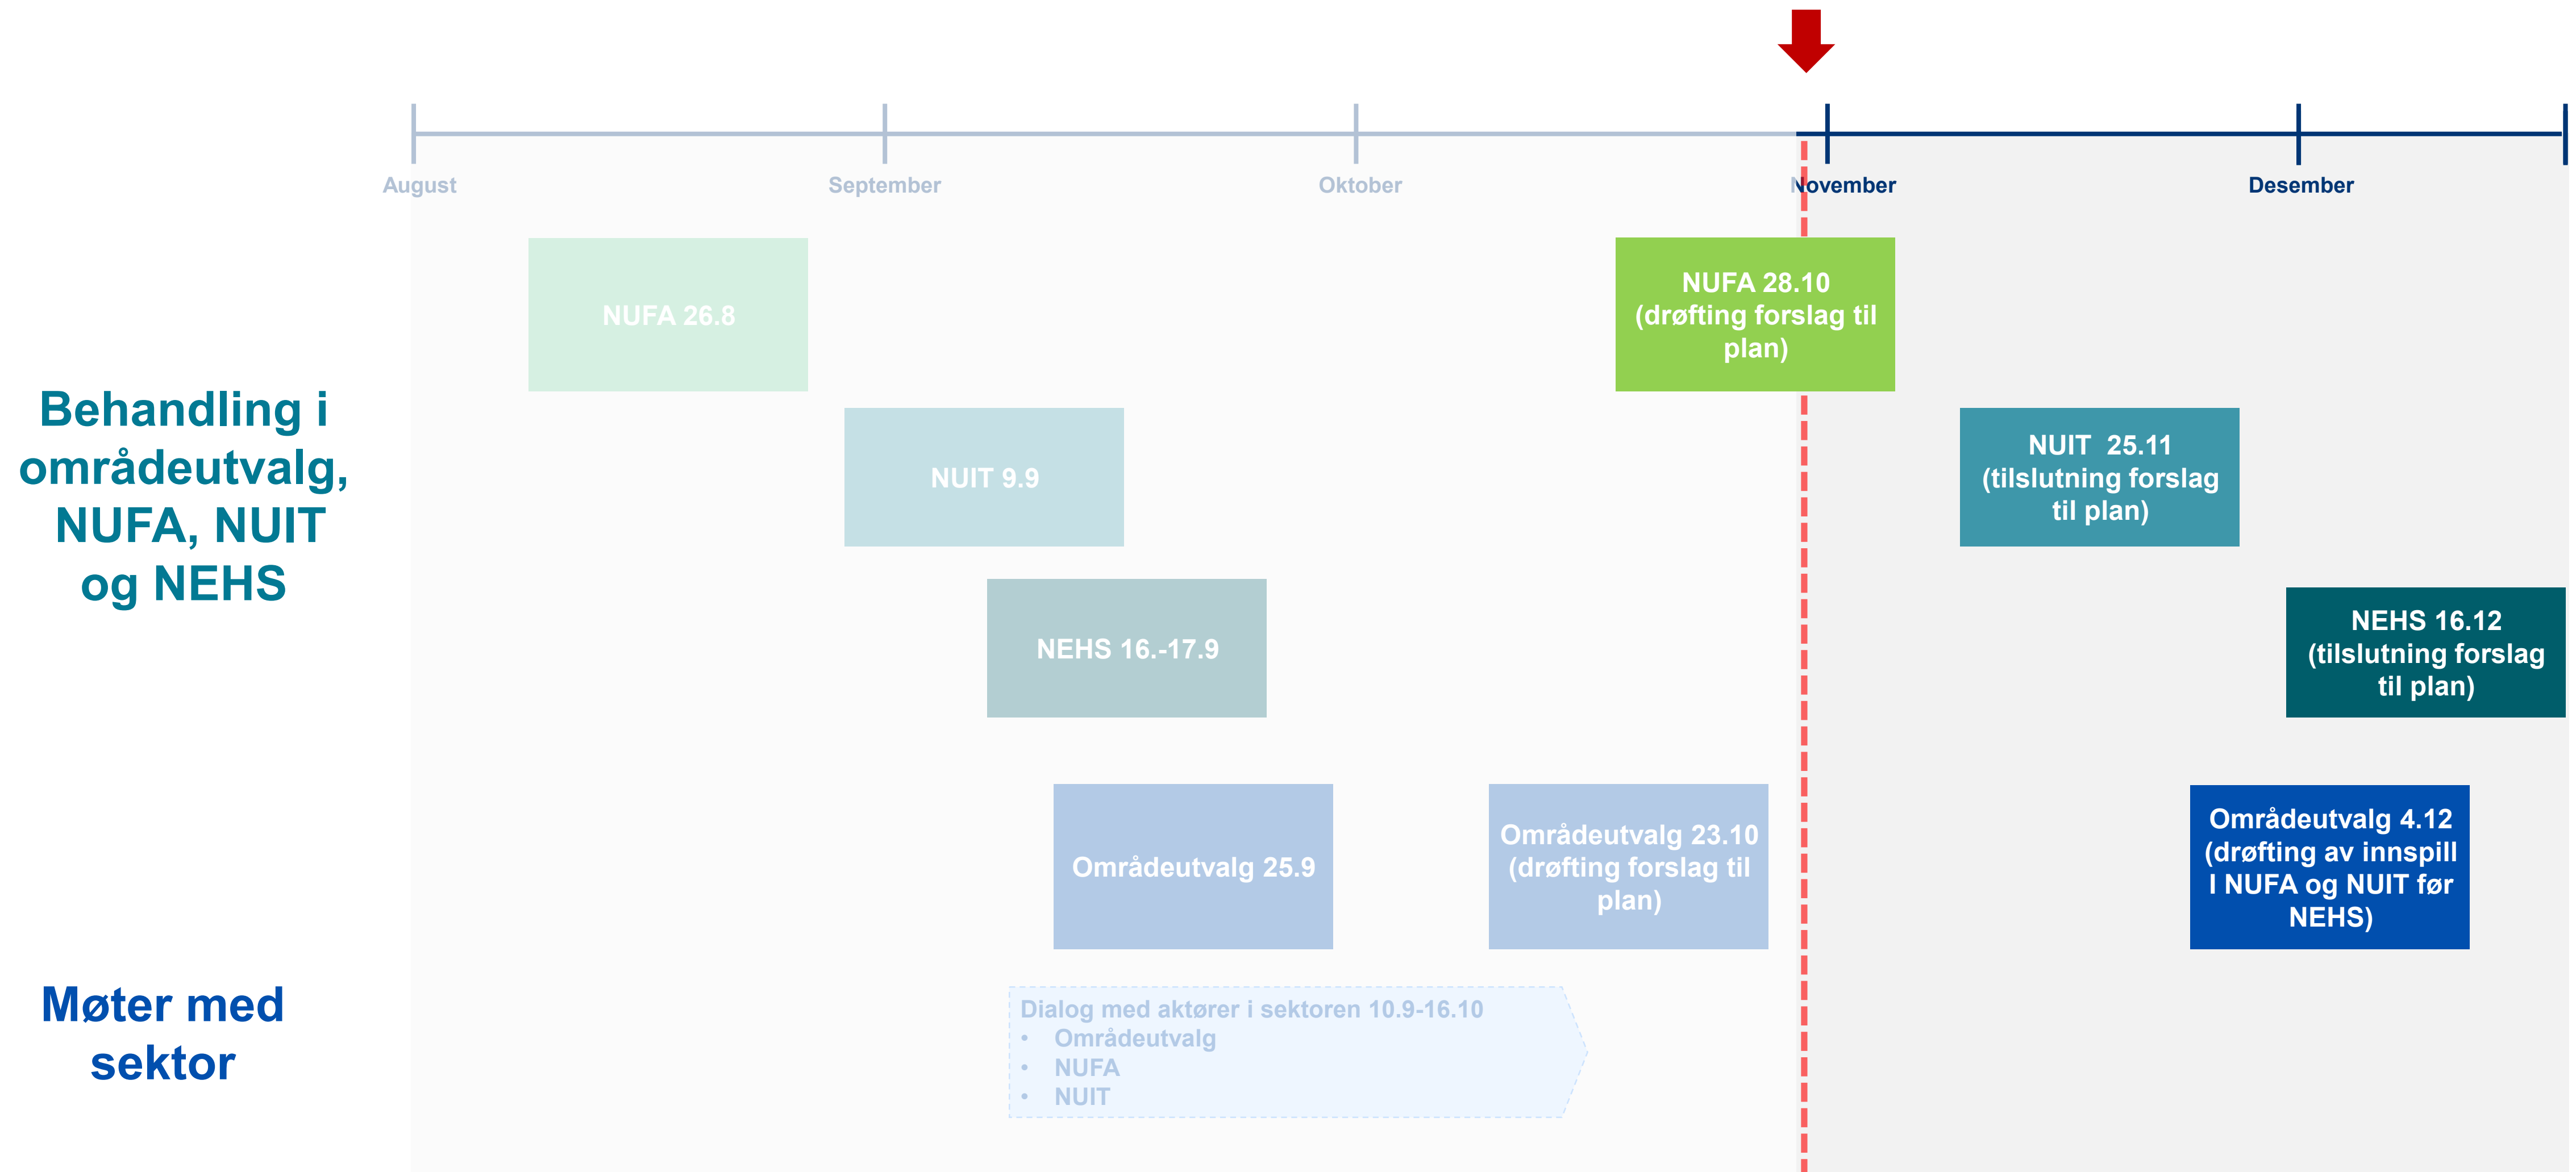 August
September
Oktober
November
Desember
Behandling i
områdeutvalg,
NUFA, NUIT
og NEHS
NUFA 26.8
NUFA 28.10
(drøfting forslag til
plan)
NUIT 9.9
NUIT  25.11
(tilslutning forslag
til plan)
NEHS 16.-17.9
NEHS 16.12
(tilslutning forslag
til plan)
Områdeutvalg 25.9
Områdeutvalg 23.10
(drøfting forslag til
plan)
Områdeutvalg 4.12
(drøfting av innspill
I NUFA og NUIT før
NEHS)
Møter med
sektor
Dialog med aktører i sektoren 10.9-16.10
• Områdeutvalg
• NUFA
• NUIT